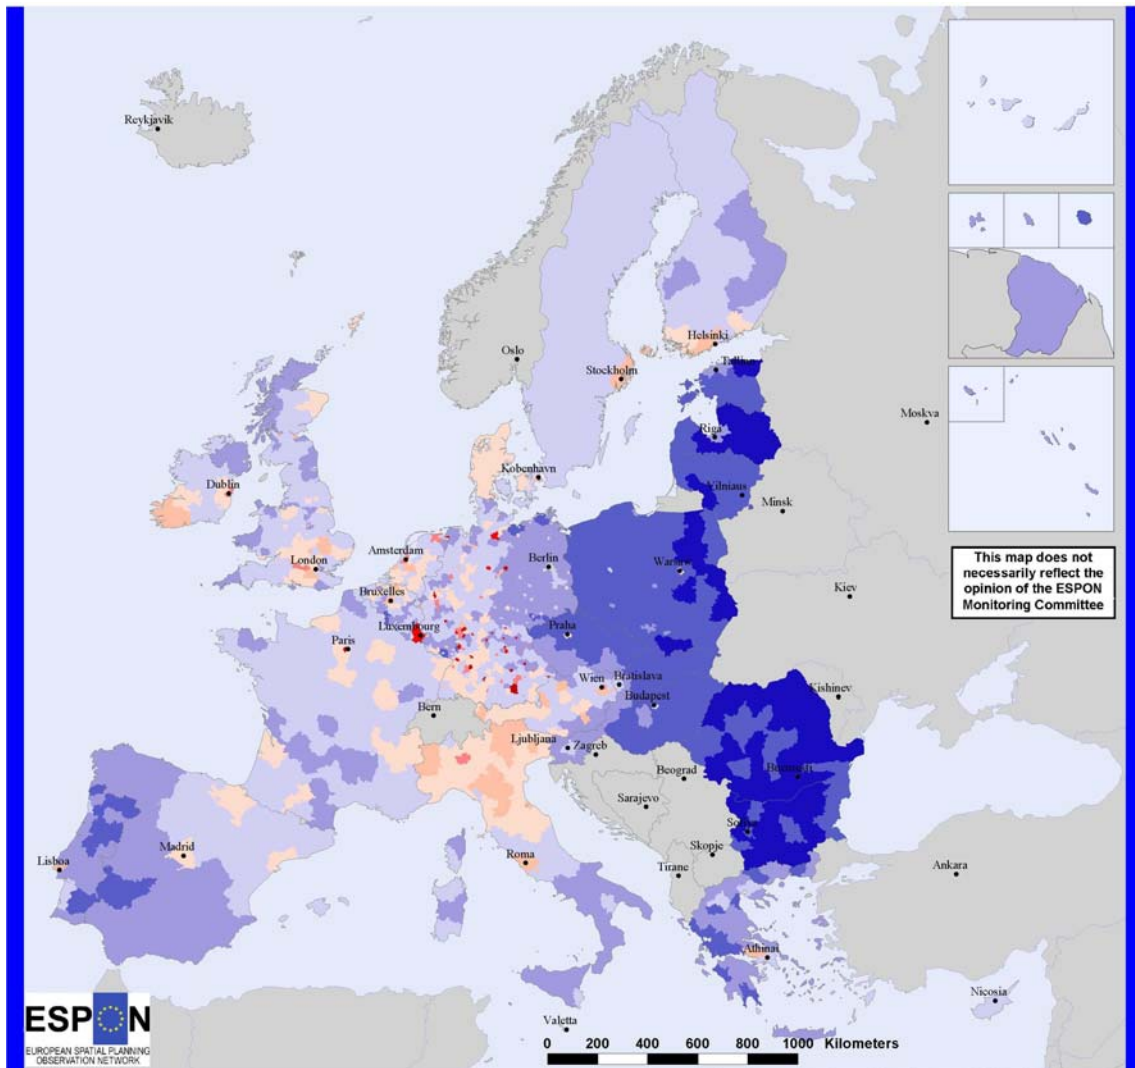 Reykjavik
Oslo
Helsinki
Stockholm
Tallinn
Moskva
Riga
Kobenhavn
Dublin
Vilniaus
Minsk
This map does not
necessarily reflect the
opinion of the ESPON
Monitoring Committee
London
Amsterdam
Berlin
Warsaw
Bruxelles
Kiev
Luxembourg
Praha
Paris
Wien
Bratislava
Budapest
Kishinev
Bern
Ljubljana
Zagreb
Beograd
Bucuresti
Sarajevo
Sofia
Skopje
Madrid
Lisboa
Roma
Tirane
Ankara
Athinai
Nicosia
Valetta
ESPON
EUROPEAN SPATIAL PLANNING
OBSERVATION NETWORK
0 200 400 600 800 1000 Kilometers